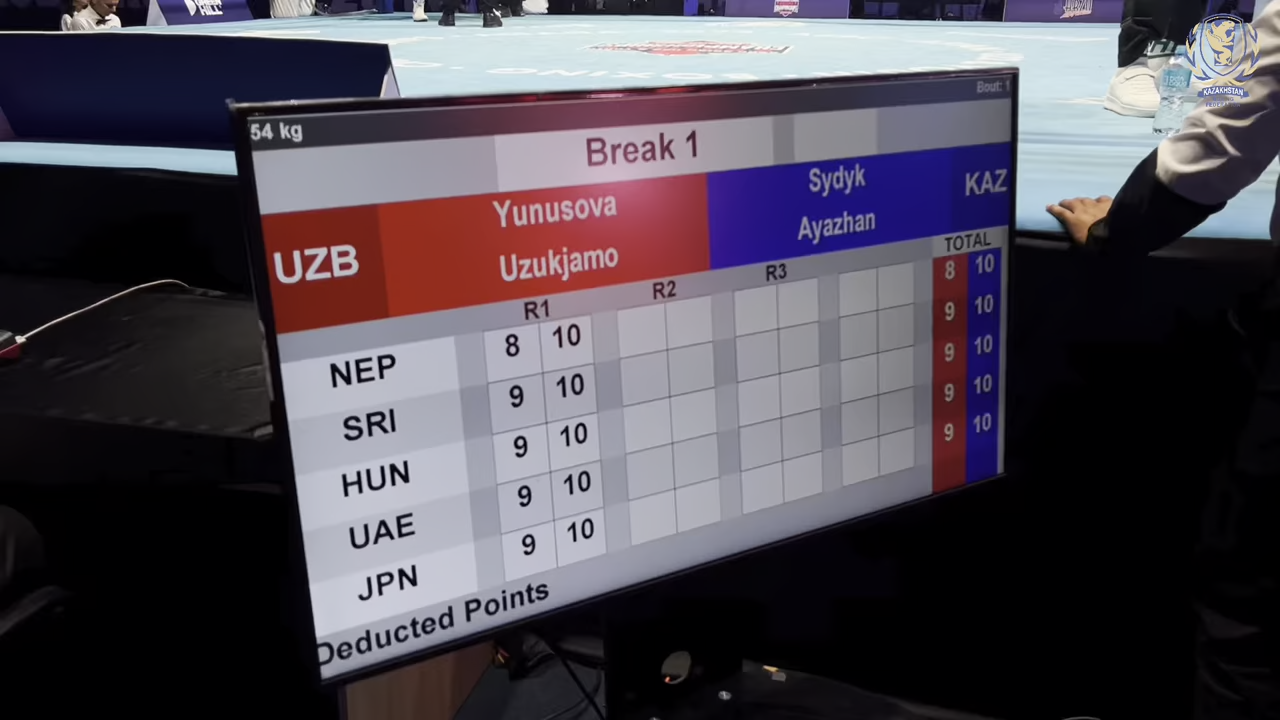 54 kg
Bout: 1
Break 1
UZB
Yunusova
Uzukjamo
Sydyk
Ayazhan
KAZ
R1 R2 R3 TOTAL
NEP 8 10 8 10
SRI 9 10 9 10
HUN 9 10 9 10
UAE 9 10 9 10
JPN 9 10 9 10
Deducted Points
KAZAKHSTAN